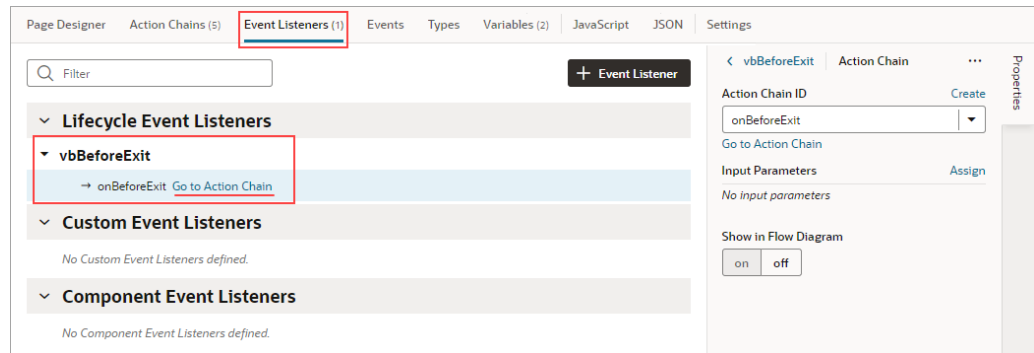 Page Designer Action Chains (5) Event Listeners (1) Events Types Variables (2) JavaScript JSON Settings
Filter
+ Event Listener
Lifecycle Event Listeners
vbBeforeExit
→ onBeforeExit Go to Action Chain
Custom Event Listeners
No Custom Event Listeners defined.
Component Event Listeners
No Component Event Listeners defined.
< vbBeforeExit Action Chain ...
Action Chain ID Create
onBeforeExit
Go to Action Chain
Input Parameters Assign
No input parameters
Show in Flow Diagram
on off
Properties